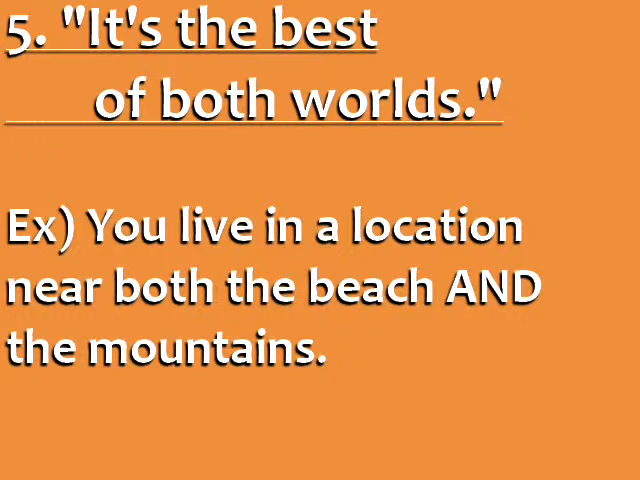 5. "It's the best
of both worlds."
Ex) You live in a location
near both the beach AND
the mountains.